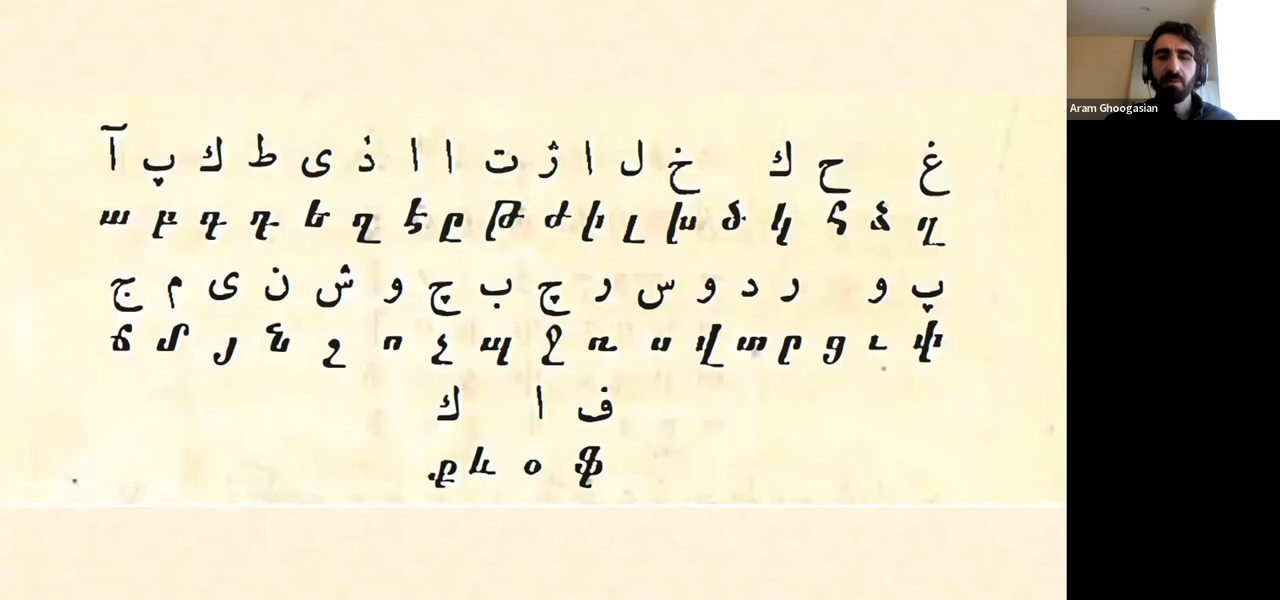 آ پ ك ط ى ذ ا ا ت ژ ا ل خ ك ح غ
ա բ գ դ ե զ է ը թ ժ ի լ խ ծ կ հ ձ ղ
ج م ى ن ش و چ ب چ ر س و د ر و پ
ճ մ յ ն շ ո չ պ ջ ռ ս վ տ ր ց ւ փ
ك ا ف
ք և օ ֆ
Aram Ghoogasian